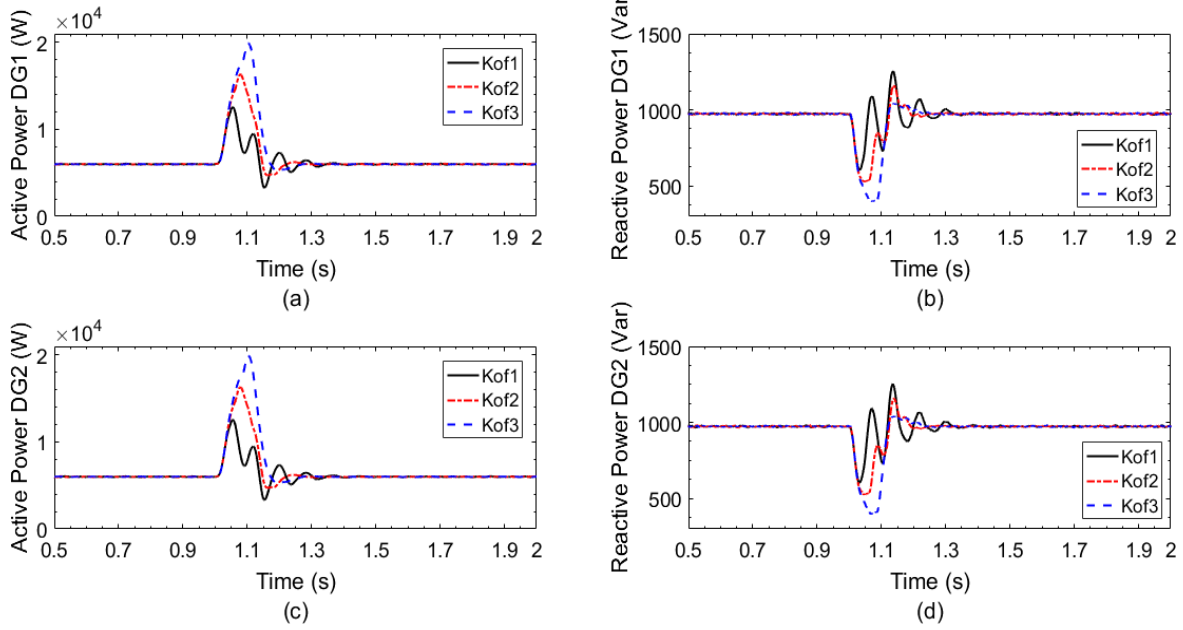 ×10⁴
Active Power DG1 (W)
2
1
0
Kof1
Kof2
Kof3
0.5 0.7 0.9 1.1 1.3 1.5 1.7 1.9 2
Time (s)
(a)
Reactive Power DG1 (Var)
1500
1000
500
Kof1
Kof2
Kof3
0.5 0.7 0.9 1.1 1.3 1.5 1.7 1.9 2
Time (s)
(b)
×10⁴
Active Power DG2 (W)
2
1
0
Kof1
Kof2
Kof3
0.5 0.7 0.9 1.1 1.3 1.5 1.7 1.9 2
Time (s)
(c)
Reactive Power DG2 (Var)
1500
1000
500
Kof1
Kof2
Kof3
0.5 0.7 0.9 1.1 1.3 1.5 1.7 1.9 2
Time (s)
(d)